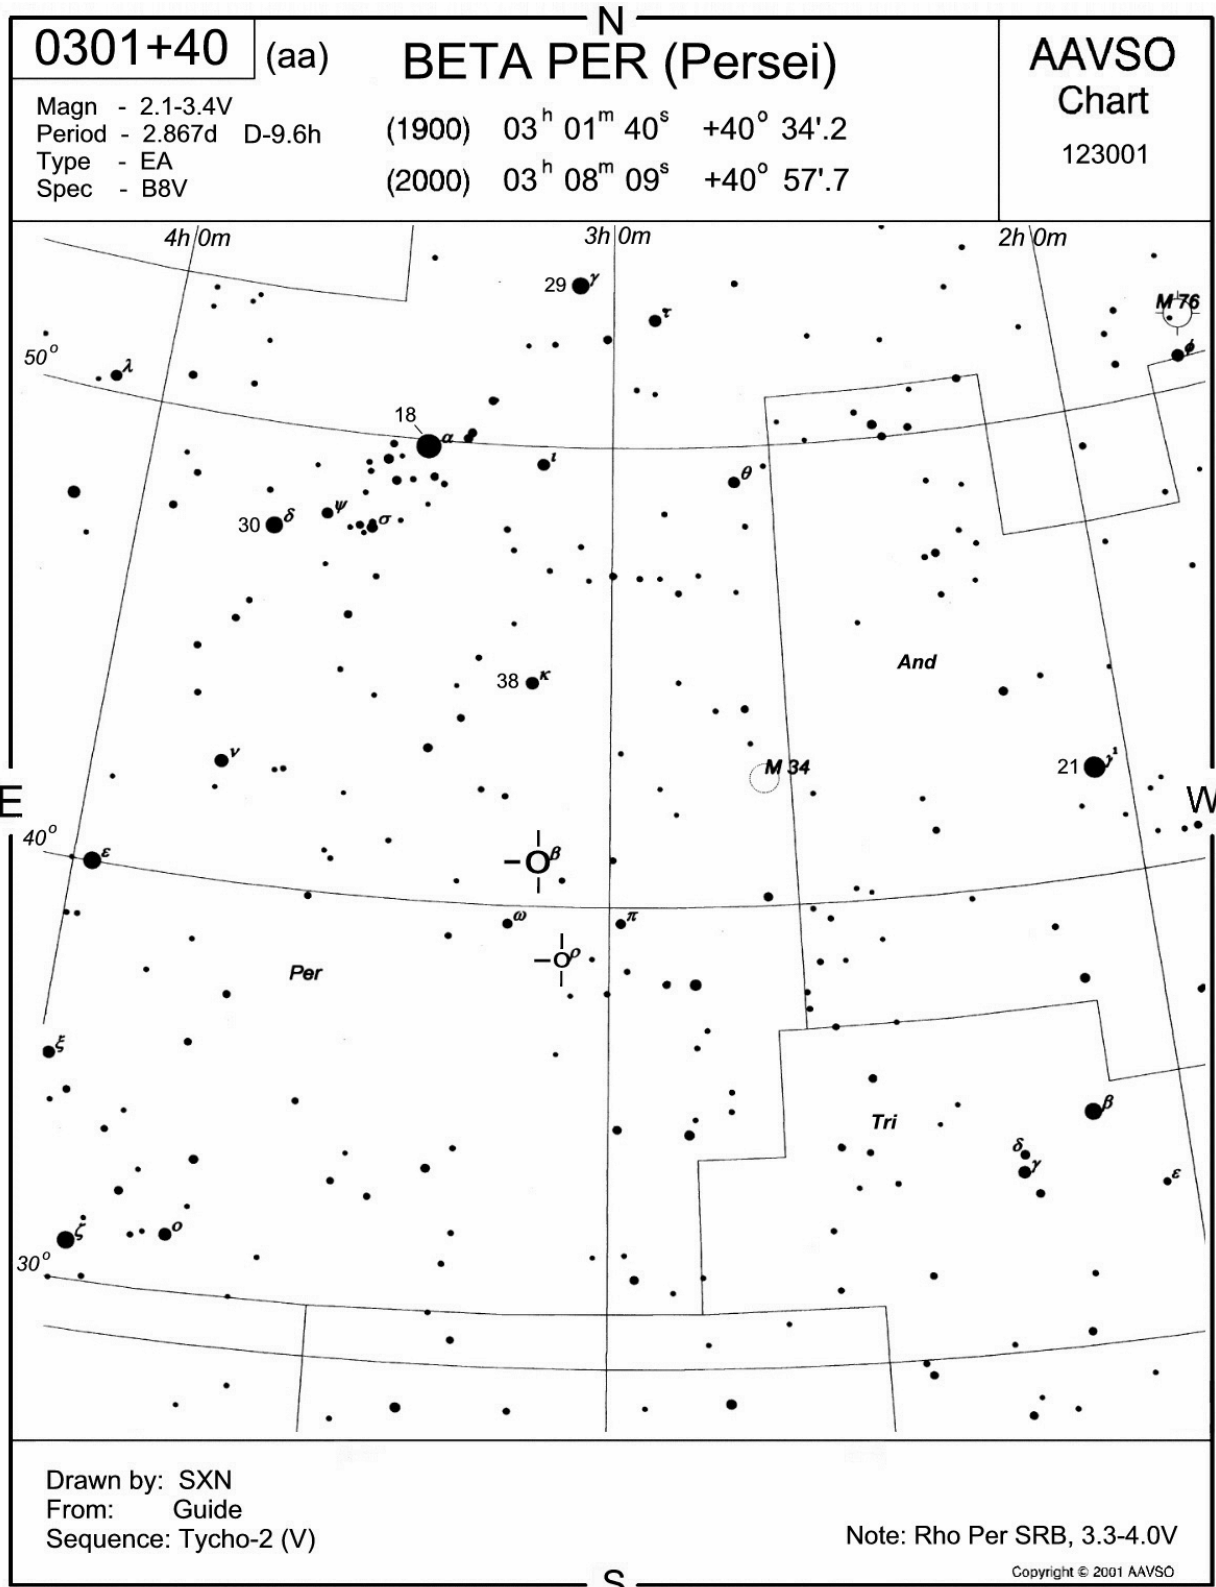 N
0301+40 (aa) BETA PER (Persei) AAVSO
Chart
123001
Magn - 2.1-3.4V
Period - 2.867d D-9.6h
Type - EA
Spec - B8V
(1900) 03h 01m 40s +40° 34'.2
(2000) 03h 08m 09s +40° 57'.7
4h 0m 3h 0m 2h 0m
29 γ
τ
M 76
φ
50°
λ
18
α
ι
θ
30 δ
ψ
σ
And
38 κ
ν
M 34
21 γ¹
E
W
40°
ε
β
ω
π
ρ
Per
ξ
β
Tri
δ
γ
ε
ζ
ο
30°
Drawn by: SXN
From: Guide
Sequence: Tycho-2 (V)
Note: Rho Per SRB, 3.3-4.0V
Copyright © 2001 AAVSO
S